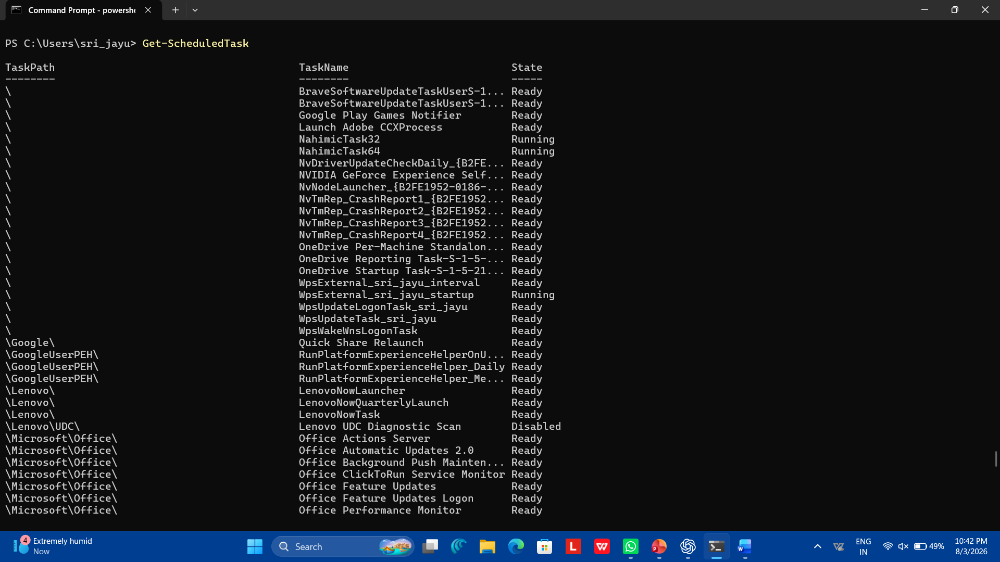 Command Prompt - powershe
PS C:\Users\sri_jayu> Get-ScheduledTask
TaskPath TaskName State
-------- -------- -----
\ BraveSoftwareUpdateTaskUserS-1... Ready
\ BraveSoftwareUpdateTaskUserS-1... Ready
\ Google Play Games Notifier Ready
\ Launch Adobe CCXProcess Ready
\ NahimicTask32 Running
\ NahimicTask64 Running
\ NvDriverUpdateCheckDaily_{B2FE... Ready
\ NVIDIA GeForce Experience Self... Ready
\ NvNodeLauncher_{B2FE1952-0186-... Ready
\ NvTmRep_CrashReport1_{B2FE1952... Ready
\ NvTmRep_CrashReport2_{B2FE1952... Ready
\ NvTmRep_CrashReport3_{B2FE1952... Ready
\ NvTmRep_CrashReport4_{B2FE1952... Ready
\ OneDrive Per-Machine Standalon... Ready
\ OneDrive Reporting Task-S-1-5-... Ready
\ OneDrive Startup Task-S-1-5-21... Ready
\ WpsExternal_sri_jayu_interval Ready
\ WpsExternal_sri_jayu_startup Running
\ WpsUpdateLogonTask_sri_jayu Ready
\ WpsUpdateTask_sri_jayu Ready
\ WpsWakeWnsLogonTask Ready
\Google\ Quick Share Relaunch Ready
\GoogleUserPEH\ RunPlatformExperienceHelperOnU... Ready
\GoogleUserPEH\ RunPlatformExperienceHelper_Daily Ready
\GoogleUserPEH\ RunPlatformExperienceHelper_Me... Ready
\Lenovo\ LenovoNowLauncher Ready
\Lenovo\ LenovoNowQuarterlyLaunch Ready
\Lenovo\ LenovoNowTask Ready
\Lenovo\UDC\ Lenovo UDC Diagnostic Scan Disabled
\Microsoft\Office\ Office Actions Server Ready
\Microsoft\Office\ Office Automatic Updates 2.0 Ready
\Microsoft\Office\ Office Background Push Mainten... Ready
\Microsoft\Office\ Office ClickToRun Service Monitor Ready
\Microsoft\Office\ Office Feature Updates Ready
\Microsoft\Office\ Office Feature Updates Logon Ready
\Microsoft\Office\ Office Performance Monitor Ready
4 Extremely humid
Now
Search
L
W
P
W
ENG
IN
49%
10:42 PM
8/3/2026